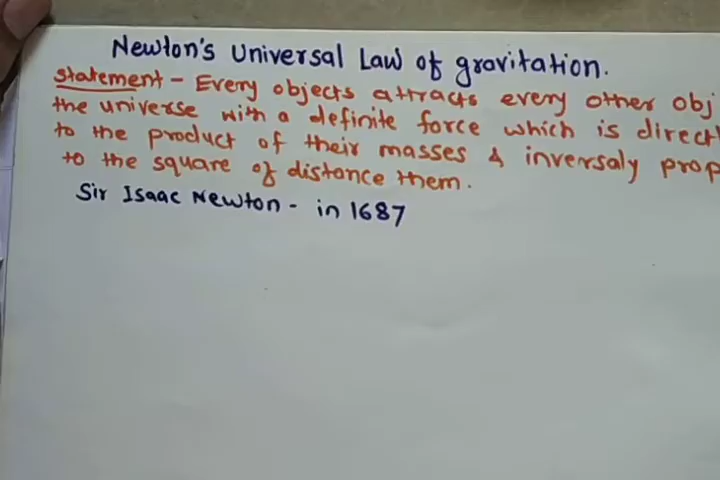 Newton's Universal Law of gravitation.
Statement - Every objects attracts every other obj
the universe with a definite force which is direct
to the product of their masses & inversaly prop
to the square of distance them.
Sir Isaac Newton - in 1687